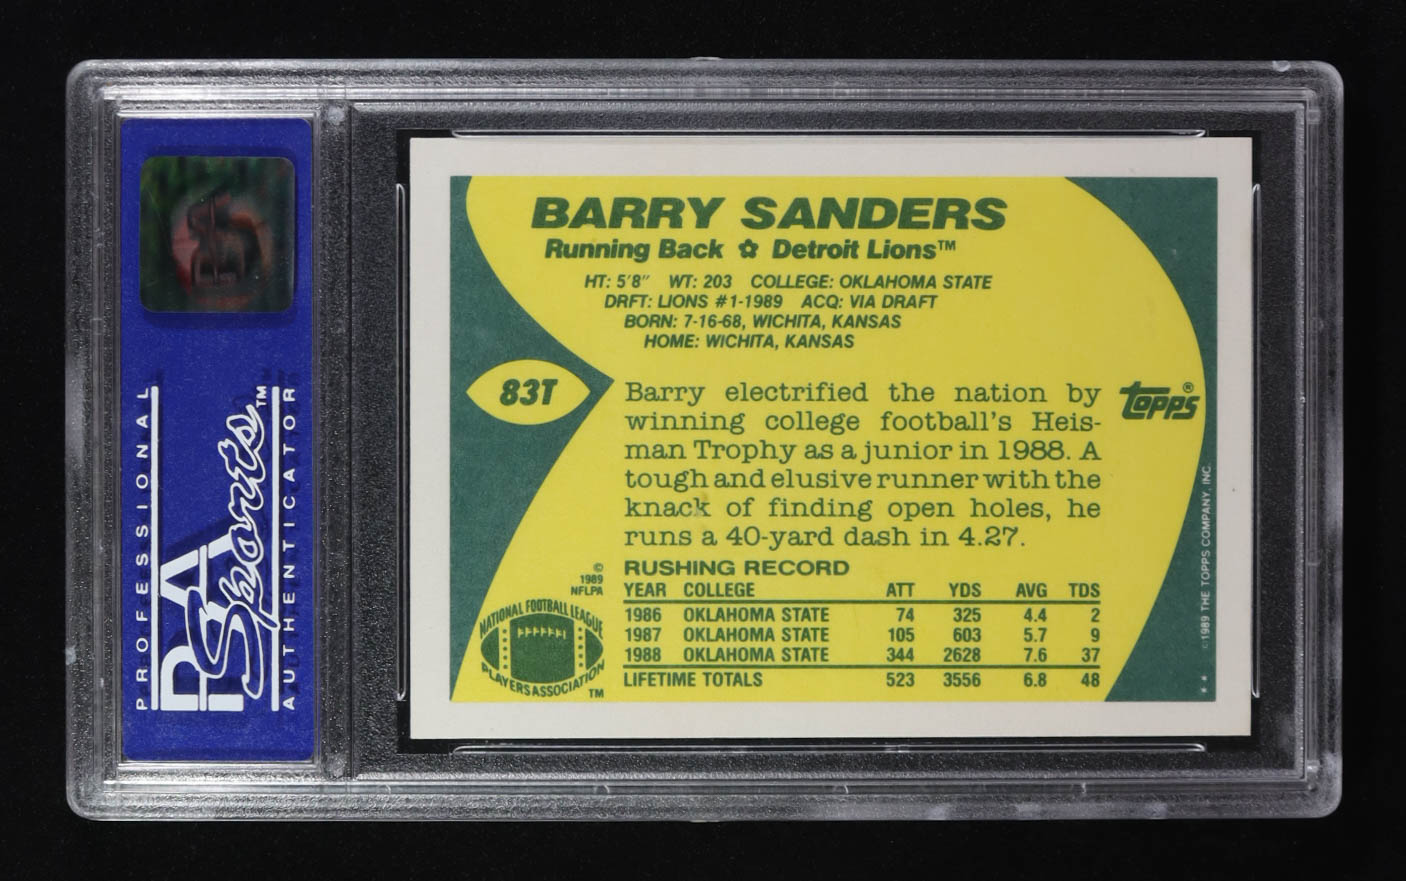 PSA
PROFESSIONAL
PSA
Sports™
AUTHENTICATOR
BARRY SANDERS
Running Back ✿ Detroit Lions™
HT: 5'8" WT: 203 COLLEGE: OKLAHOMA STATE
DRFT: LIONS #1-1989 ACQ: VIA DRAFT
BORN: 7-16-68, WICHITA, KANSAS
HOME: WICHITA, KANSAS
83T
Barry electrified the nation by
winning college football's Heis-
man Trophy as a junior in 1988. A
tough and elusive runner with the
knack of finding open holes, he
runs a 40-yard dash in 4.27.
topps®
RUSHING RECORD
YEAR COLLEGE ATT YDS AVG TDS
1986 OKLAHOMA STATE 74 325 4.4 2
1987 OKLAHOMA STATE 105 603 5.7 9
1988 OKLAHOMA STATE 344 2628 7.6 37
LIFETIME TOTALS 523 3556 6.8 48
©
1989
NFLPA
NATIONAL FOOTBALL LEAGUE
PLAYERS ASSOCIATION
™
* * ©1989 THE TOPPS COMPANY, INC.